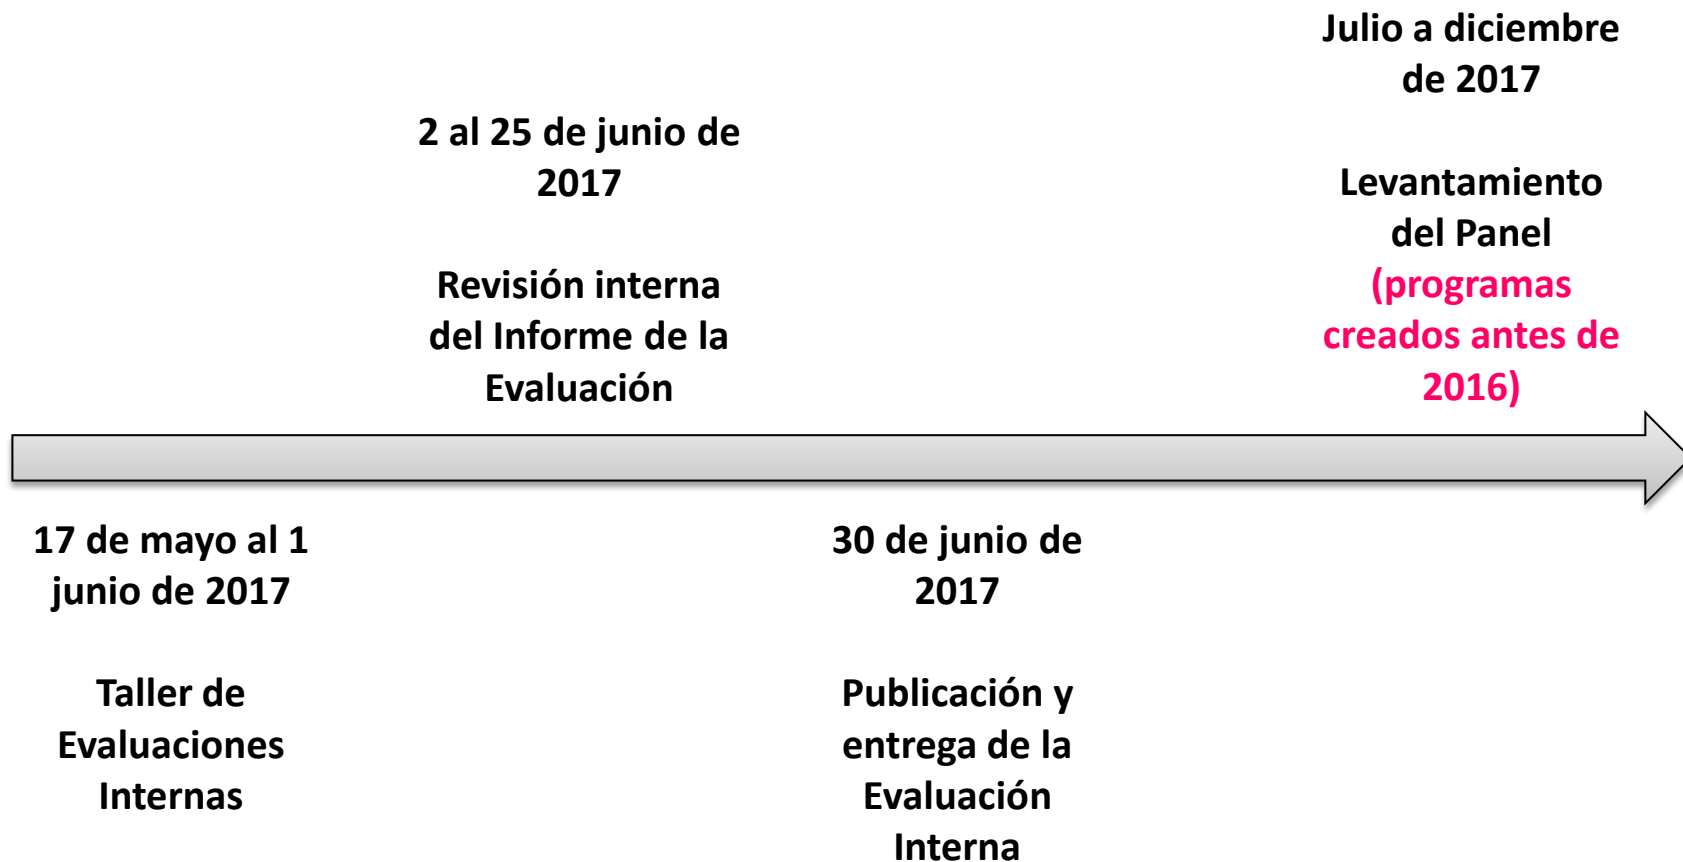 17 de mayo al 1
junio de 2017
Taller de
Evaluaciones
Internas
2 al 25 de junio de
2017
Revisión interna
del Informe de la
Evaluación
30 de junio de
2017
Publicación y
entrega de la
Evaluación
Interna
Julio a diciembre
de 2017
Levantamiento
del Panel
(programas
creados antes de
2016)